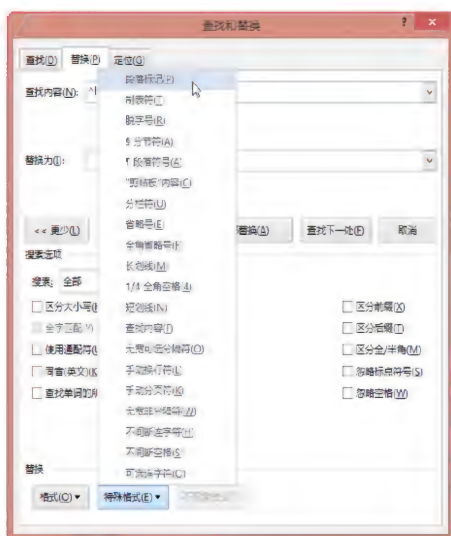 查找和替换
查找(D) 替换(P) 定位(G)
查找内容(N): ^l
替换为(I):
段落标记(P)
制表符(T)
脱字号(R)
§ 分节符(A)
¶ 段落符号(A)
"剪贴板"内容(C)
分栏符(U)
省略号(E)
全角省略号(F)
长划线(M)
1/4 全角空格(4)
短划线(N)
查找内容(F)
无宽可选分隔符(O)
手动换行符(L)
手动分页符(K)
无宽非分隔符(W)
不间断连字符(H)
不间断空格(S)
可选连字符(O)
<< 更少(L) 替换(A) 查找下一处(F) 取消
搜索选项
搜索: 全部
区分大小写(H
全字匹配(Y)
使用通配符(U
同音(英文)(K
查找单词的所
区分前缀(X)
区分后缀(T)
区分全/半角(M)
忽略标点符号(S)
忽略空格(W)
替换
格式(O) 特殊格式(E)